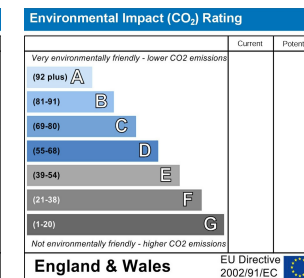 Environmental Impact (CO₂) Rating
Current Potent
Very environmentally friendly - lower CO2 emissions
(92 plus) A
(81-91) B
(69-80) C
(55-68) D
(39-54) E
(21-38) F
(1-20) G
Not environmentally friendly - higher CO2 emissions
England & Wales
EU Directive
2002/91/EC